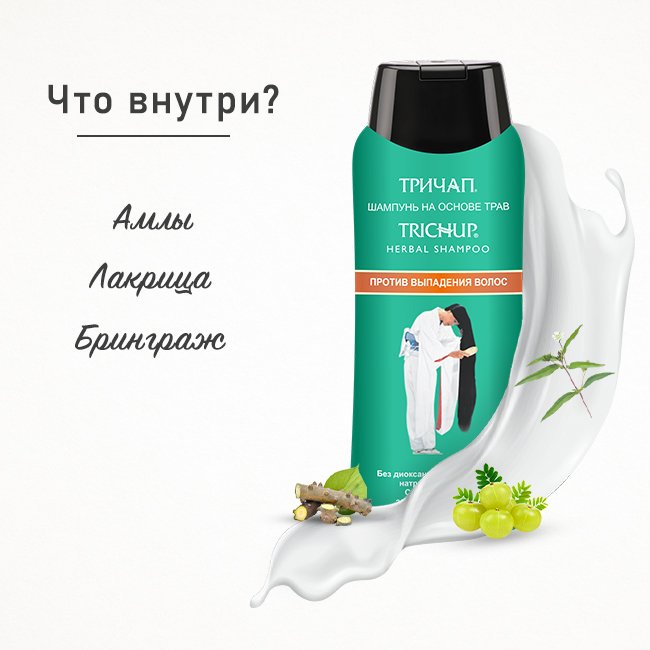 Что внутри?
Амлы
Лакрица
Бринграж
ТРИЧАП®
ШАМПУНЬ НА ОСНОВЕ ТРАВ
TRICHUP®
HERBAL SHAMPOO
ПРОТИВ ВЫПАДЕНИЯ ВОЛОС
Без